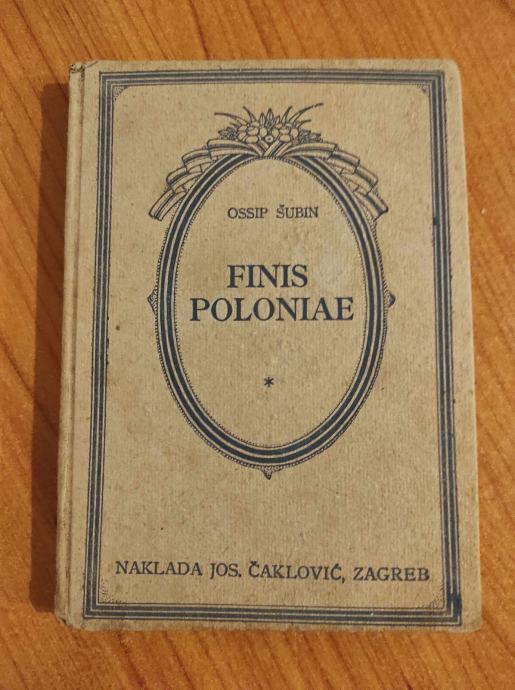 OSSIP ŠUBIN
FINIS
POLONIAE
*
NAKLADA JOS. ČAKLOVIĆ, ZAGREB